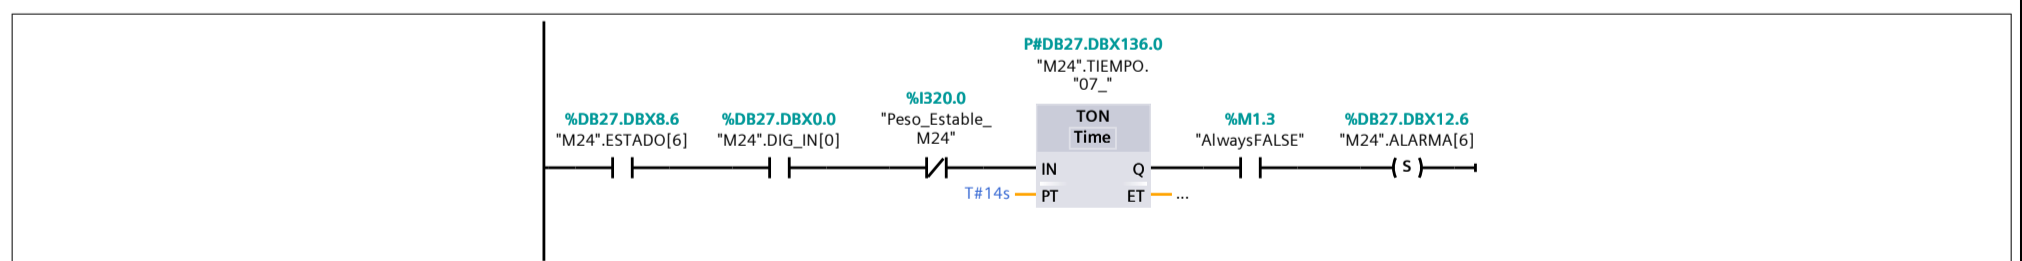 P#DB27.DBX136.0
"M24".TIEMPO.
"07_"
%DB27.DBX8.6
"M24".ESTADO[6]
%DB27.DBX0.0
"M24".DIG_IN[0]
%I320.0
"Peso_Estable_
M24"
TON
Time
%M1.3
"AlwaysFALSE"
%DB27.DBX12.6
"M24".ALARMA[6]
IN
Q
S
T#14s
PT
ET
...